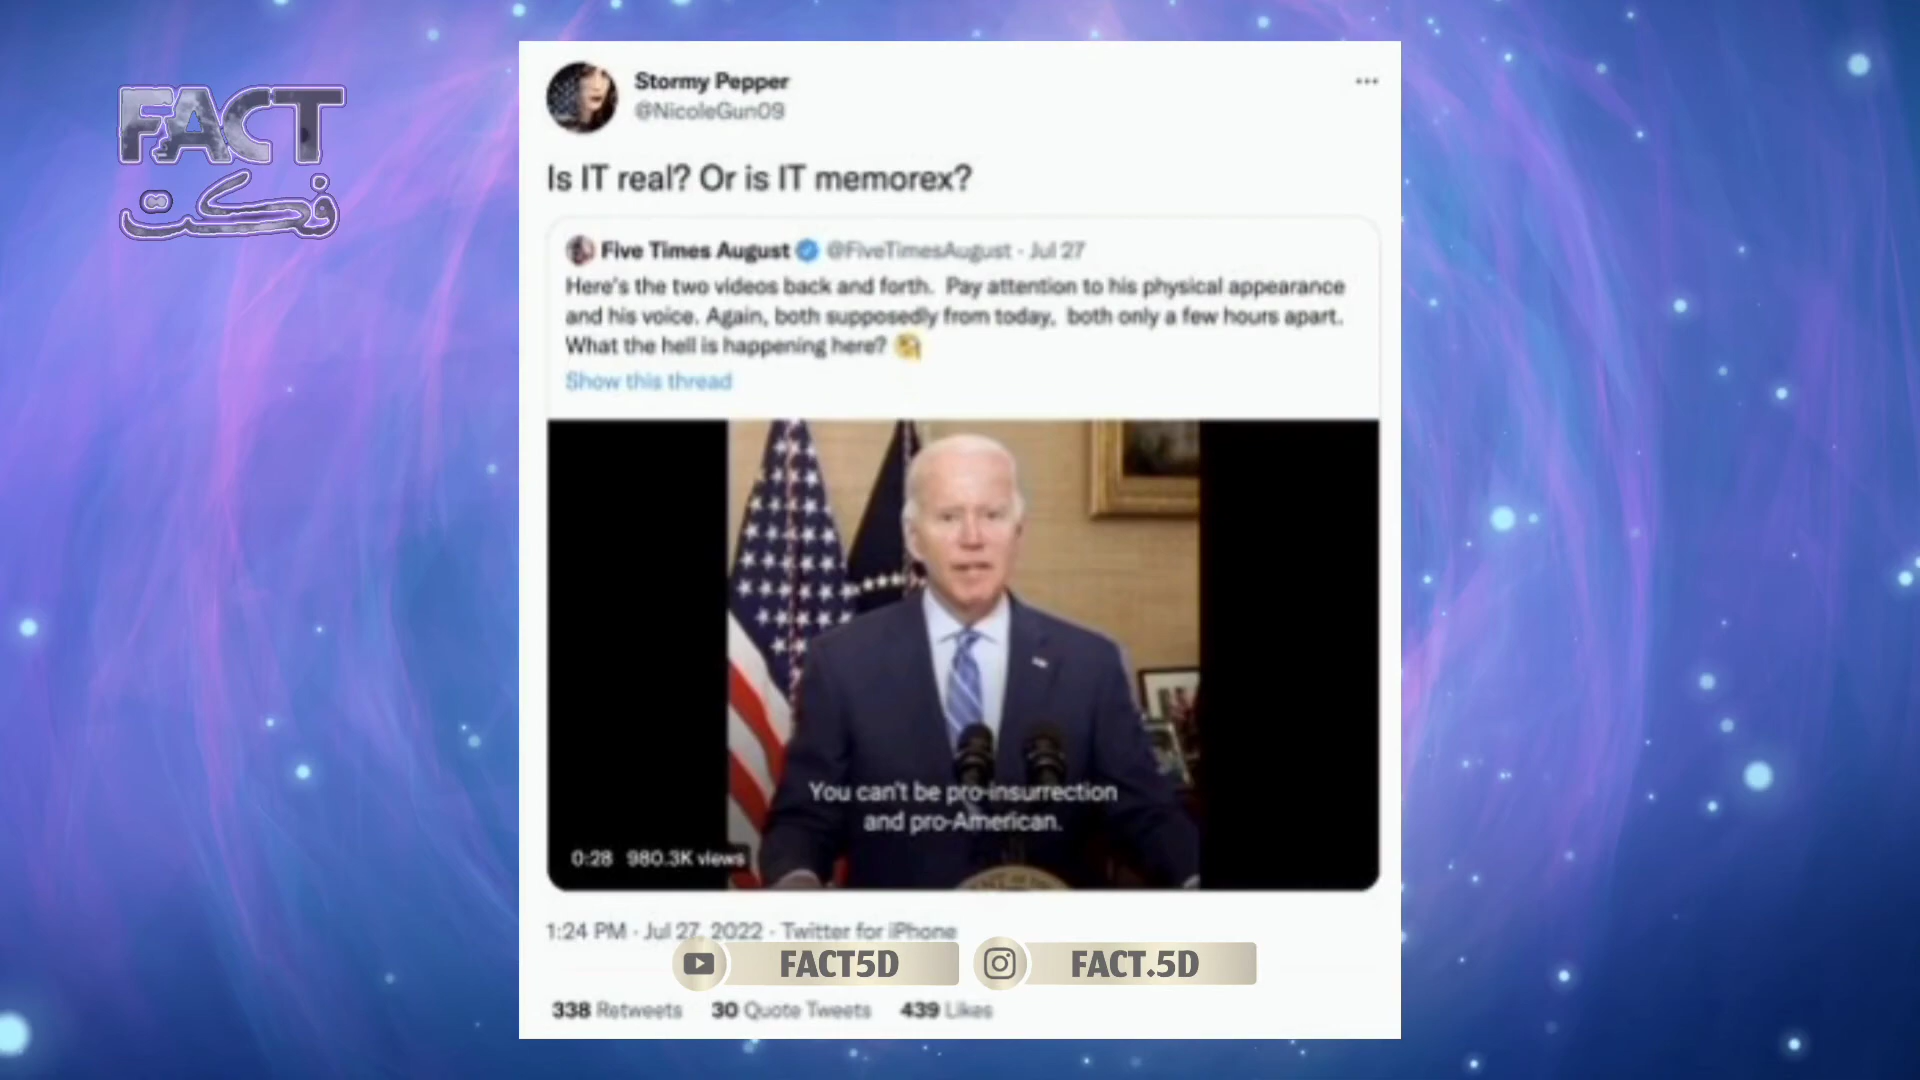 FACT
فکت
Stormy Pepper
@NicoleGun09
Is IT real? Or is IT memorex?
Five Times August @FiveTimesAugust · Jul 27
Here's the two videos back and forth. Pay attention to his physical appearance
and his voice. Again, both supposedly from today, both only a few hours apart.
What the hell is happening here?
Show this thread
You can't be pro-insurrection
and pro-American.
0:28 980.3K views
1:24 PM · Jul 27, 2022 · Twitter for iPhone
FACT5D FACT.5D
338 Retweets 30 Quote Tweets 439 Likes